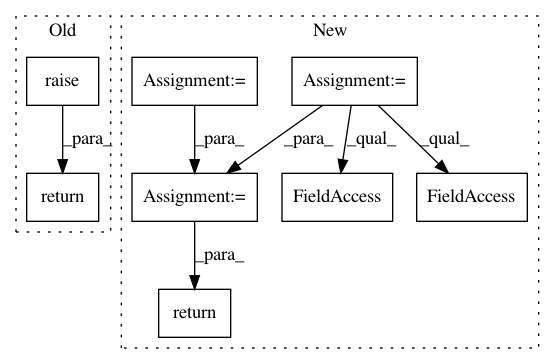 Old
New
raise
Assignment:=
Assignment:=
_para_
_para_
_para_
_qual_
_qual_
return
Assignment:=
FieldAccess
FieldAccess
_para_
return